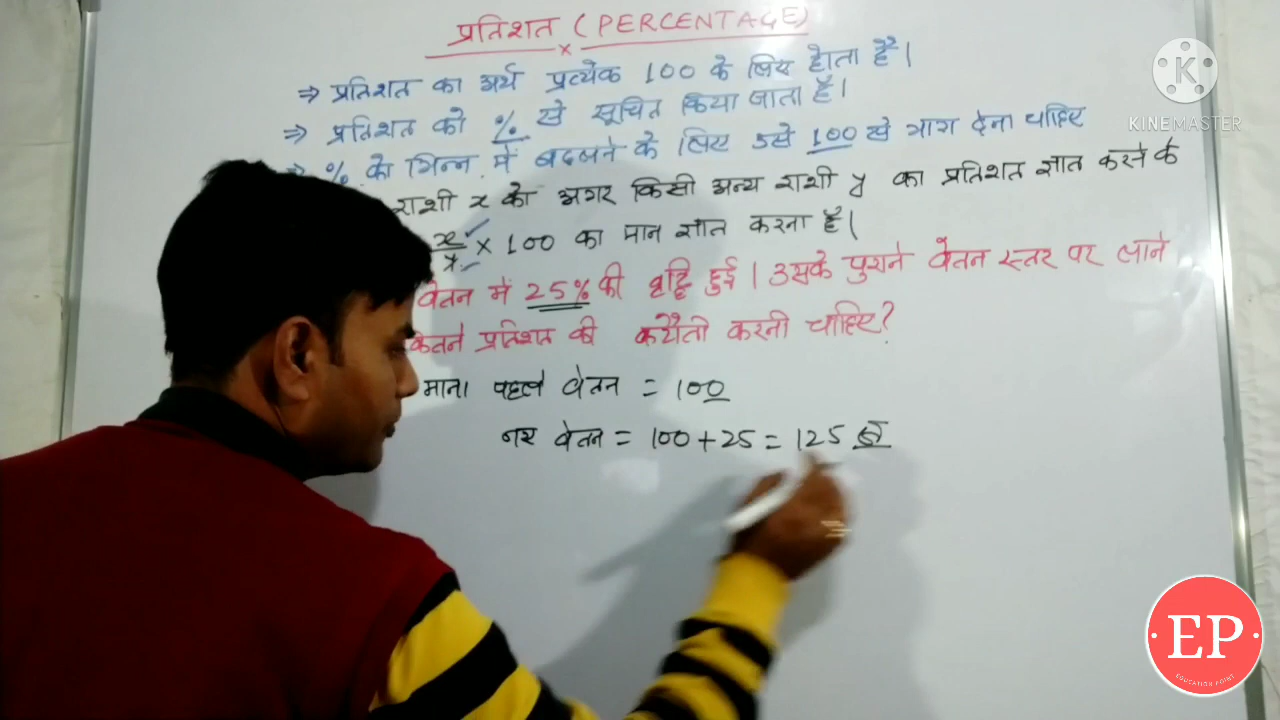 प्रतिशत (PERCENTAGE)
⇒ प्रतिशत का अर्थ प्रत्येक 100 के लिए होता है।
⇒ प्रतिशत को % से सूचित किया जाता है।
⇒ % को भिन्न में बदलने के लिए उसे 100 से भाग देना चाहिए
राशी x को अगर किसी अन्य राशी y का प्रतिशत ज्ञात करने के
x/y × 100 का मान ज्ञात करना है।
वेतन में 25% की वृद्धि हुई। उसके पुराने वेतन स्तर पर लाने
प्रतिशत की कटौती करनी चाहिए?
माना पहले वेतन = 100
नए वेतन = 100 + 25 = 125
KINEMASTER
EP
EDUCATION POINT